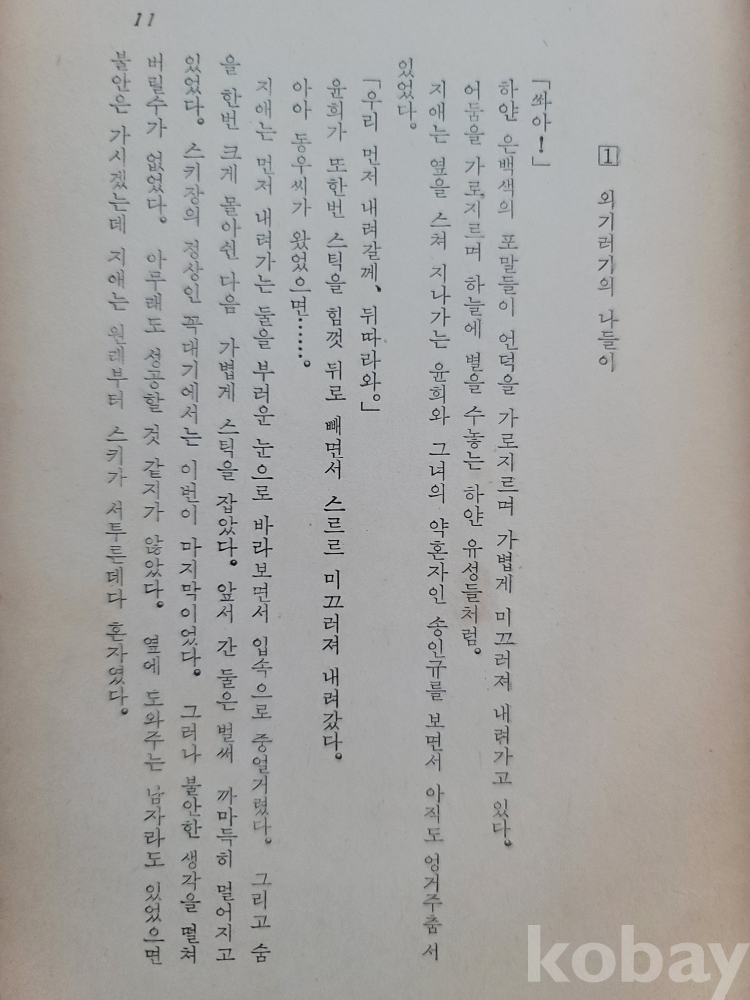 11
1 외기러기의 나들이
「쏴아!」
하얀 은백색의 포말들이 언덕을 가로지르며 가볍게 미끄러져 내려가고 있다.
어둠을 가로지르며 하늘에 별을 수놓는 하얀 유성들처럼.
지애는 옆을 스쳐 지나가는 윤희와 그녀의 약혼자인 송인규를 보면서 아직도 엉거주춤 서
있었다.
「우리 먼저 내려갈께、뒤따라와。」
윤희가 또한번 스틱을 힘껏 뒤로 빼면서 스르르 미끄러져 내려갔다.
아아 동우씨가 왔었으면…….
지애는 먼저 내려가는 둘을 부러운 눈으로 바라보면서 입속으로 중얼거렸다. 그리고 숨
을 한번 크게 몰아쉰 다음 가볍게 스틱을 잡았다. 앞서 간 둘은 벌써 까마득히 멀어지고
있었다. 스키장의 정상인 꼭대기에서는 이번이 마지막이었다. 그러나 불안한 생각을 떨쳐
버릴수가 없었다. 아무래도 성공할 것 같지가 않았다. 옆에 도와주는 남자라도 있었으면
불안은 가시겠는데 지애는 원래부터 스키가 서투른데다 혼자였다.
kobay